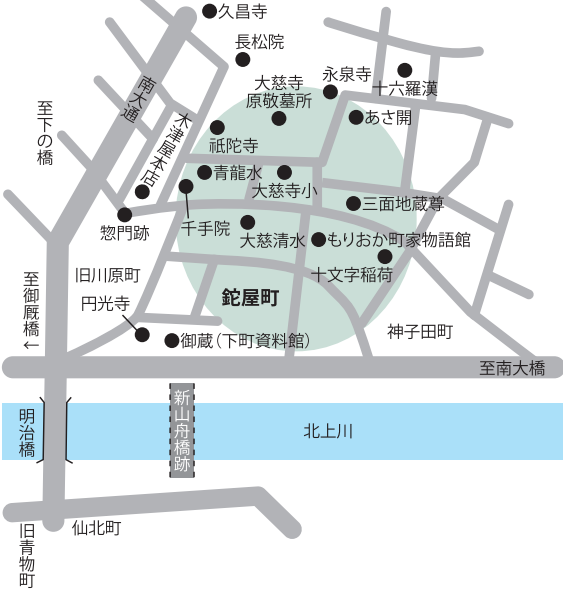 久昌寺
長松院
大慈寺
原敬墓所
永泉寺
十六羅漢
南大通
至下の橋
木津屋本店
祇陀寺
あさ開
青龍水
大慈寺小
三面地蔵尊
惣門跡
千手院
大慈清水
もりおか町家物語館
十文字稲荷
旧川原町
至御厩橋←
円光寺
鉈屋町
神子田町
御蔵(下町資料館)
至南大橋
新山舟橋跡
明治橋
北上川
仙北町
旧青物町